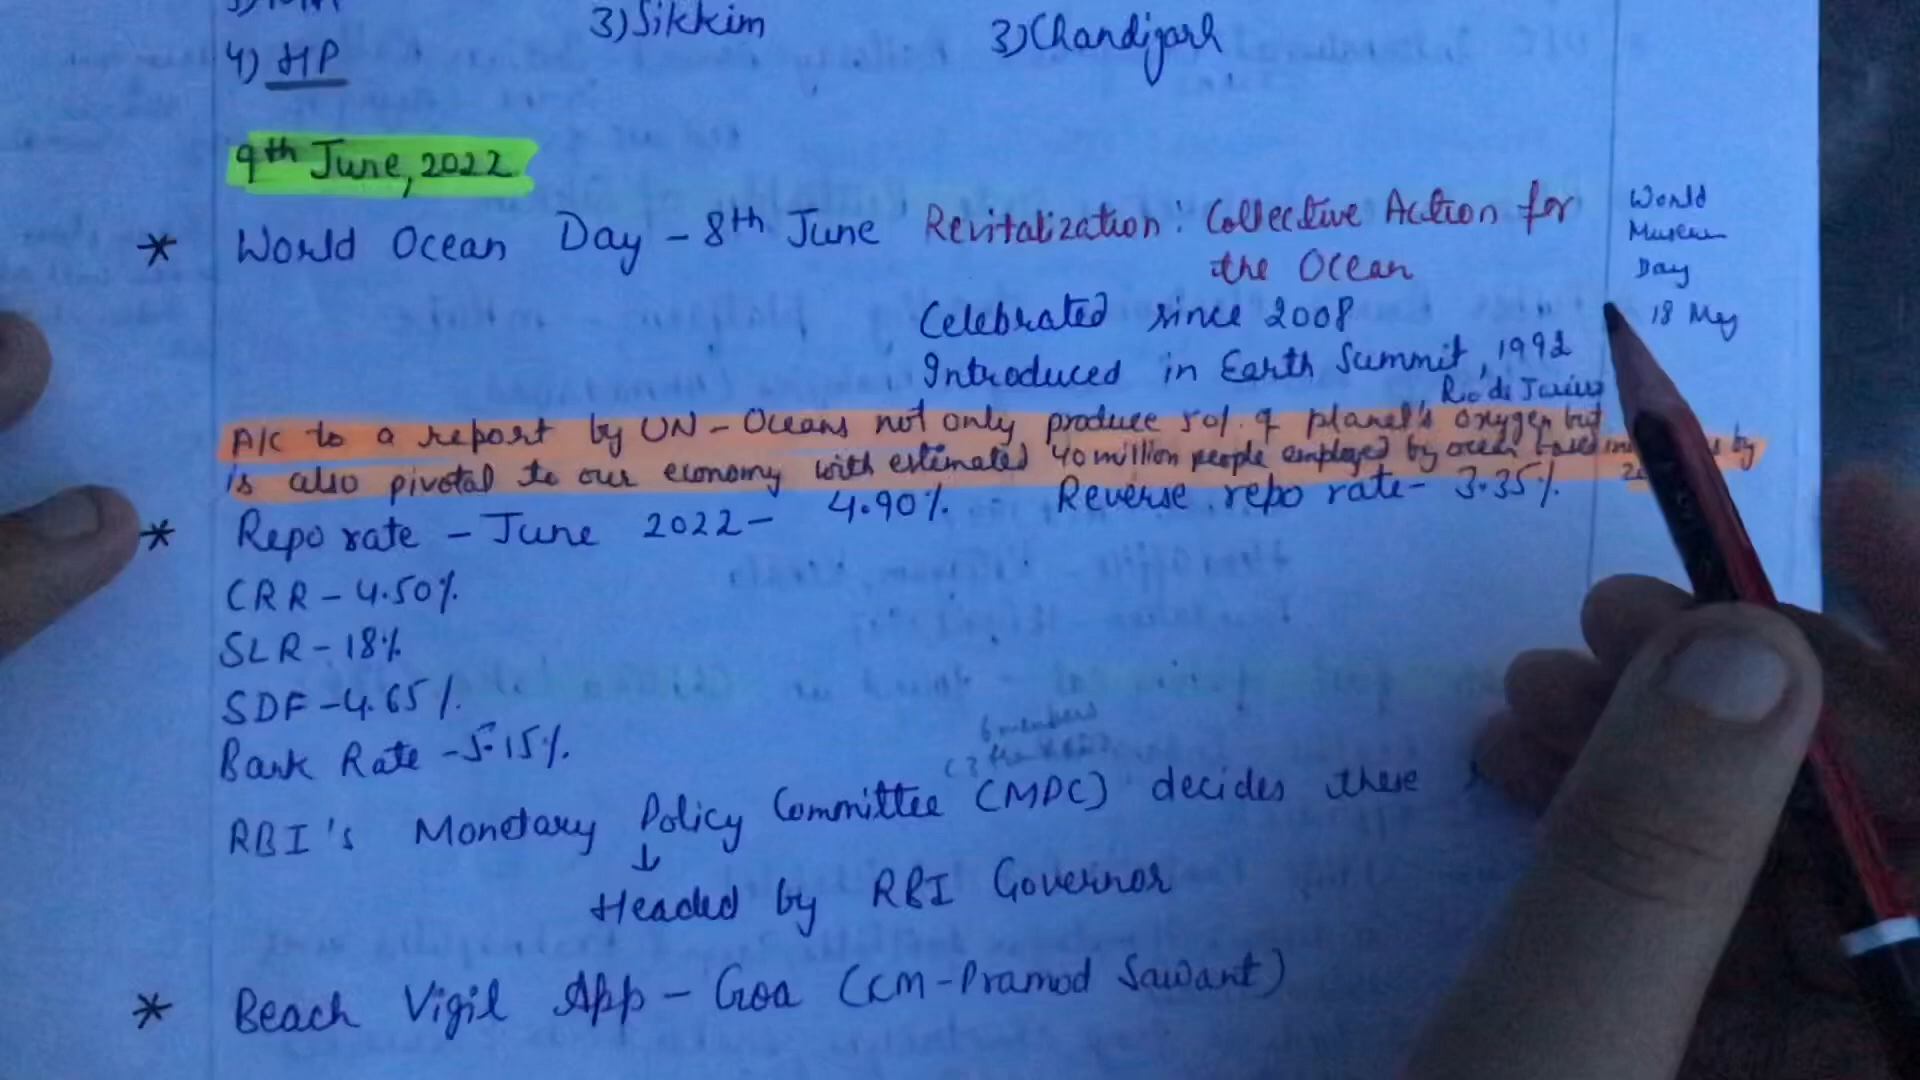 3) Sikkim
3) Chandigarh
4) HP
9th June, 2022
* World Ocean Day - 8th June Revitalization: Collective Action for
the Ocean
World
Museum
Day
18 May
Celebrated since 2008
Introduced in Earth Summit, 1992
Rio de Janeiro
A/C to a report by UN - Oceans not only produce 50% of planet's oxygen but
is also pivotal to our economy with estimated 40 million people employed by ocean based by
* Repo rate - June 2022 - 4.90% Reverse repo rate - 3.35%
CRR - 4.50%
SLR - 18%
SDF - 4.65%
Bank Rate - 5.15%
6 members
RBI's Monetary Policy Committee (MPC) decides these
↓
Headed by RBI Governor
* Beach Vigil App - Goa (CM - Pramod Sawant)